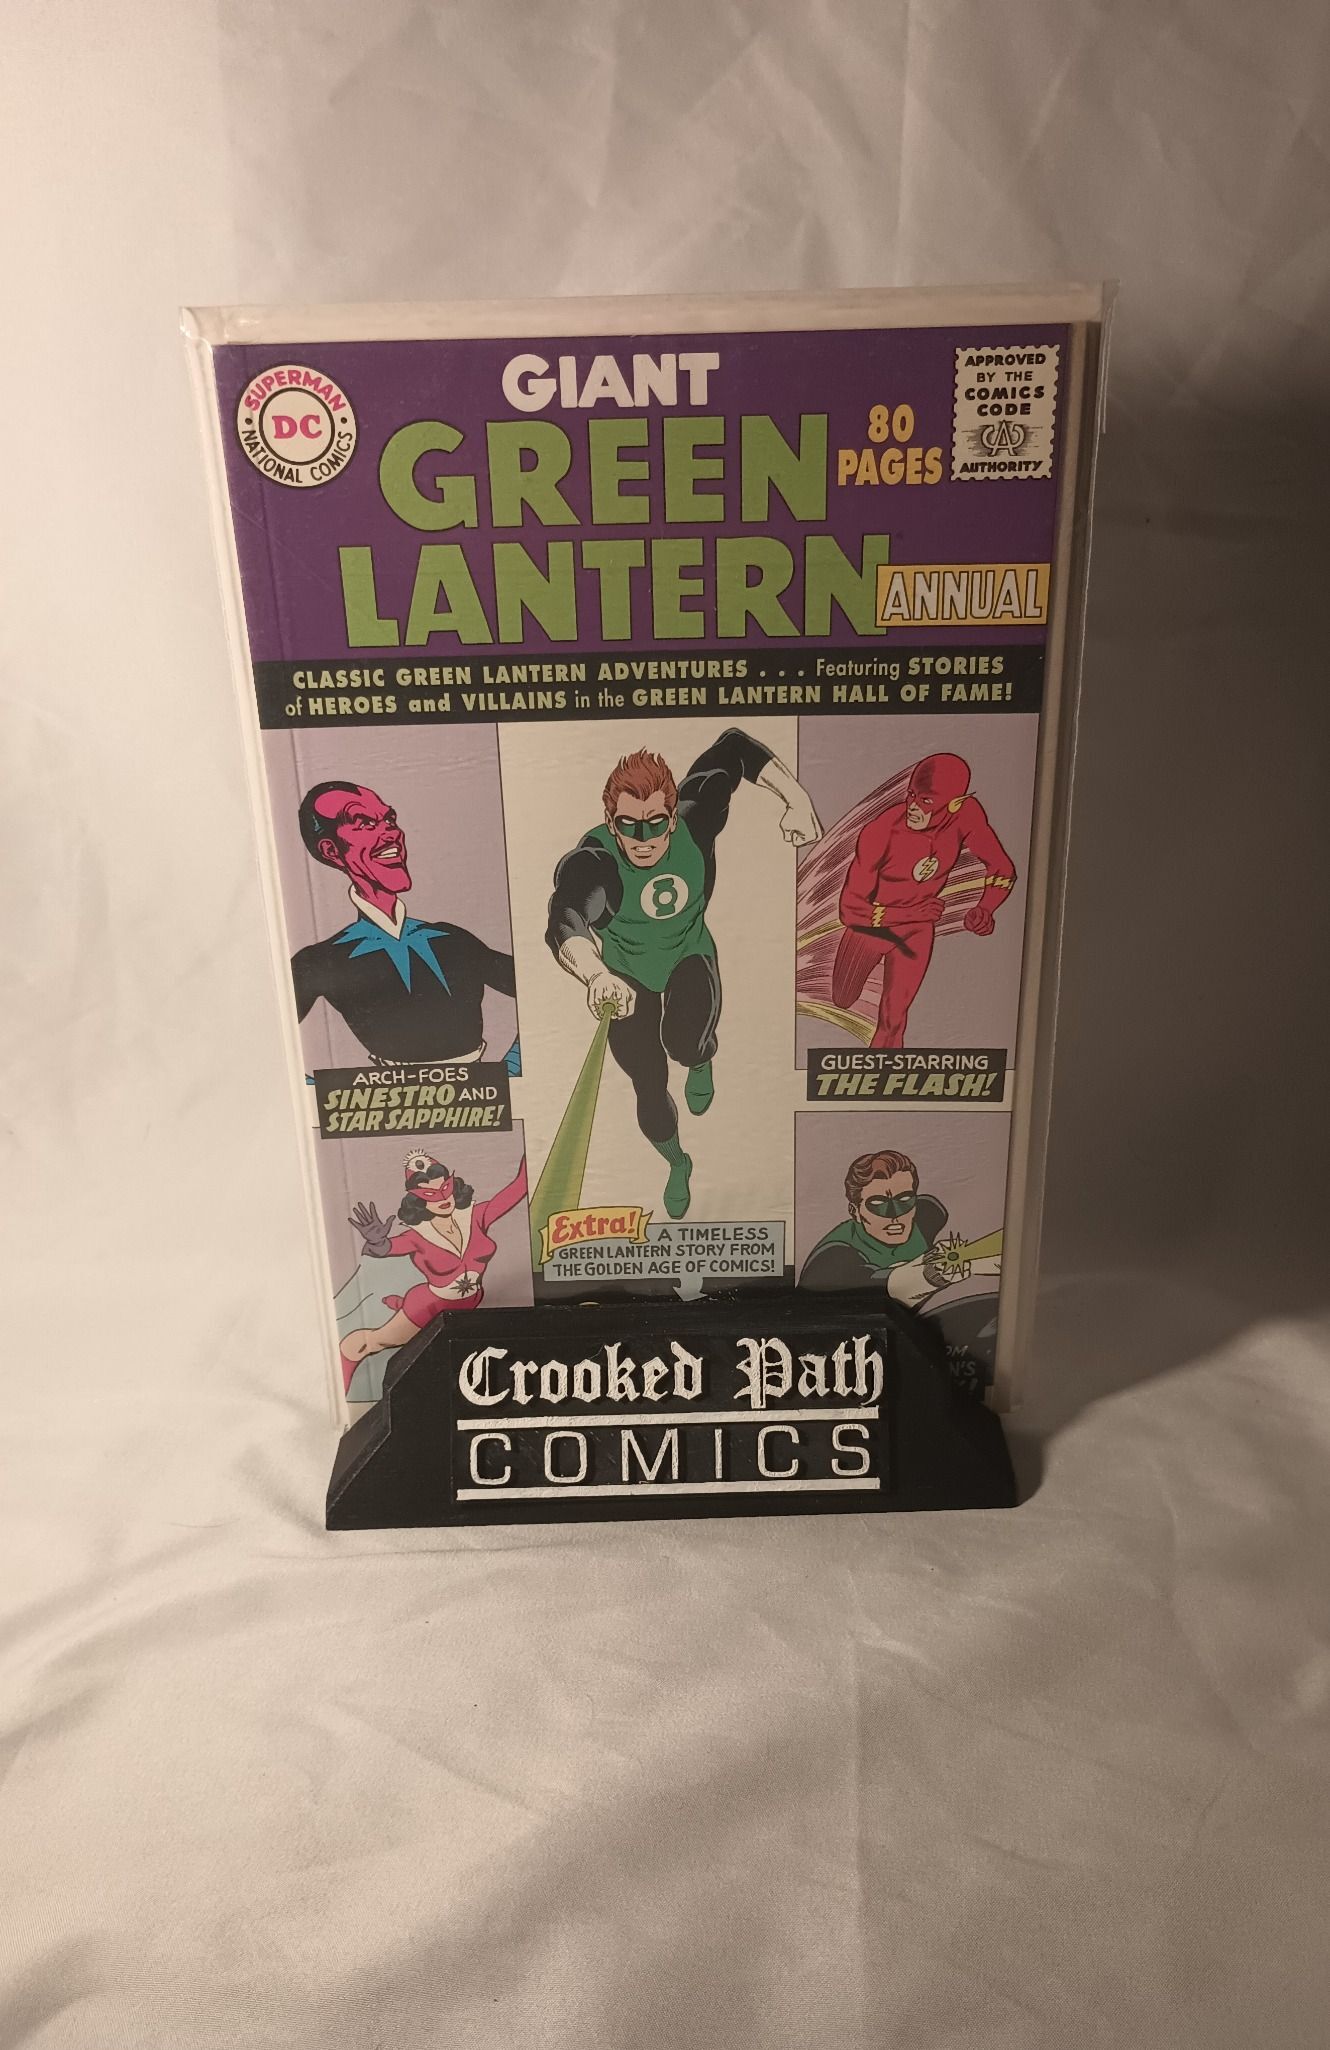 SUPERMAN
DC
NATIONAL COMICS
GIANT
GREEN
LANTERN
80
PAGES
APPROVED
BY THE
COMICS
CODE
AUTHORITY
ANNUAL
CLASSIC GREEN LANTERN ADVENTURES . . . Featuring STORIES
of HEROES and VILLAINS in the GREEN LANTERN HALL OF FAME!
ARCH-FOES
SINESTRO AND
STAR SAPPHIRE!
GUEST-STARRING
THE FLASH!
Extra! A TIMELESS
GREEN LANTERN STORY FROM
THE GOLDEN AGE OF COMICS!
Crooked Path
COMICS